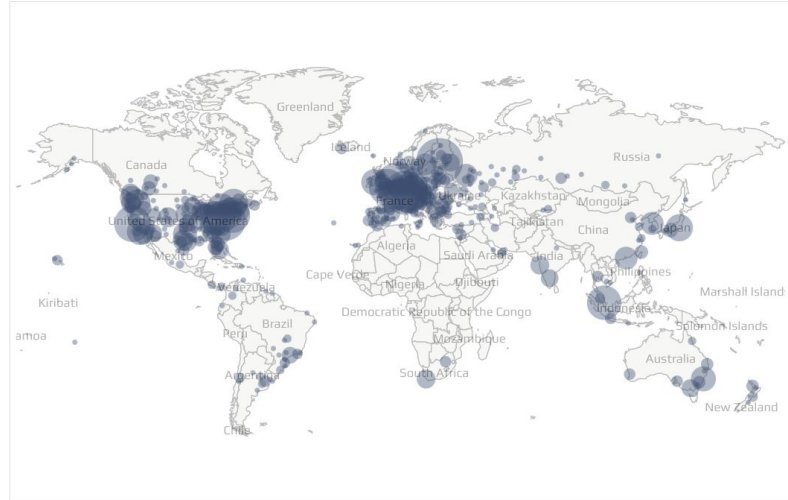 Greenland
Iceland
Canada
Norway
Russia
Ukraine
France
Kazakhstan
Mongolia
United States of America
Tajikistan
China
Japan
Algeria
Mexico
Saudi Arabia
India
Cape Verde
Philippines
Nigeria
Djibouti
Venezuela
Marshall Islands
Kiribati
Democratic Republic of the Congo
Indonesia
Brazil
Solomon Islands
amoa
Peru
Mozambique
Australia
Argentina
South Africa
New Zealand
Chile